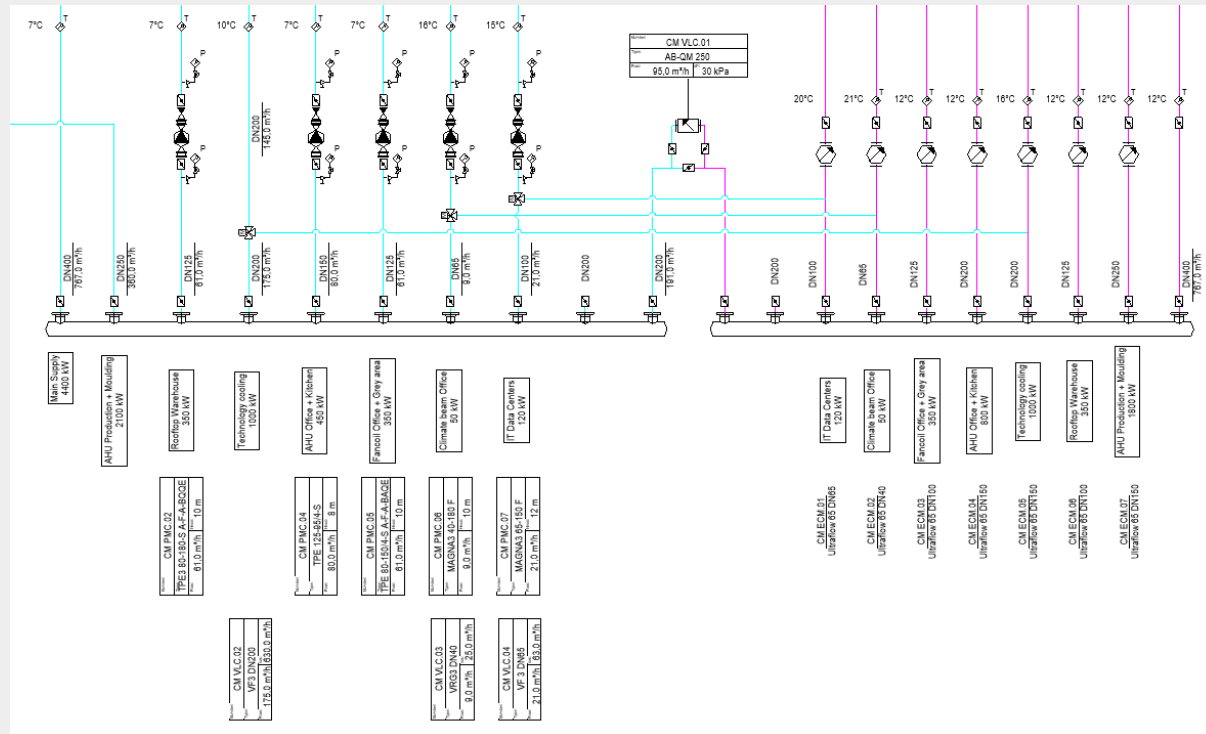 7°C
T
7°C
T
10°C
T
7°C
T
7°C
T
16°C
T
15°C
T
P
P
P
P
P
P
P
P
P
P
DN200
145,0 m³/h
CM VLC.01
AB-QM 250
95,0 m³/h
30 kPa
20°C
21°C
T
12°C
T
12°C
T
16°C
T
12°C
T
12°C
T
12°C
T
DN400
767,0 m³/h
DN250
360,0 m³/h
DN125
61,0 m³/h
DN200
175,0 m³/h
DN150
80,0 m³/h
DN125
61,0 m³/h
DN65
9,0 m³/h
DN100
21,0 m³/h
DN200
DN200
191,0 m³/h
DN200
DN100
DN65
DN125
DN200
DN200
DN125
DN250
DN400
767,0 m³/h
Main Supply
4400 kW
AHU Production + Moulding
2100 kW
Rooftop Warehouse
350 kW
Technology cooling
1000 kW
AHU Office + Kitchen
450 kW
Fancoil Office + Grey area
350 kW
Climate beam Office
50 kW
IT Data Centers
120 kW
IT Data Centers
120 kW
Climate beam Office
50 kW
Fancoil Office + Grey area
350 kW
AHU Office + Kitchen
800 kW
Technology cooling
1000 kW
Rooftop Warehouse
350 kW
AHU Production + Moulding
1800 kW
CM PMC.02
TPE3 80-180-S A-F-A-BQQE
61,0 m³/h
10 m
CM PMC.04
TPE 125-95/4-S
80,0 m³/h
8 m
CM PMC.05
TPE 80-150/4-S A-F-A-BAQE
61,0 m³/h
10 m
CM PMC.06
MAGNA3 40-180 F
9,0 m³/h
10 m
CM PMC.07
MAGNA3 65-150 F
21,0 m³/h
12 m
CM ECM.01
Ultraflow 65 DN65
CM ECM.02
Ultraflow 65 DN40
CM ECM.03
Ultraflow 65 DN100
CM ECM.04
Ultraflow 65 DN150
CM ECM.05
Ultraflow 65 DN150
CM ECM.06
Ultraflow 65 DN100
CM ECM.07
Ultraflow 65 DN150
CM VLC.02
VF3 DN200
175,0 m³/h
630,0 m³/h
CM VLC.03
VRG3 DN40
9,0 m³/h
25,0 m³/h
CM VLC.04
VF 3 DN65
21,0 m³/h
63,0 m³/h